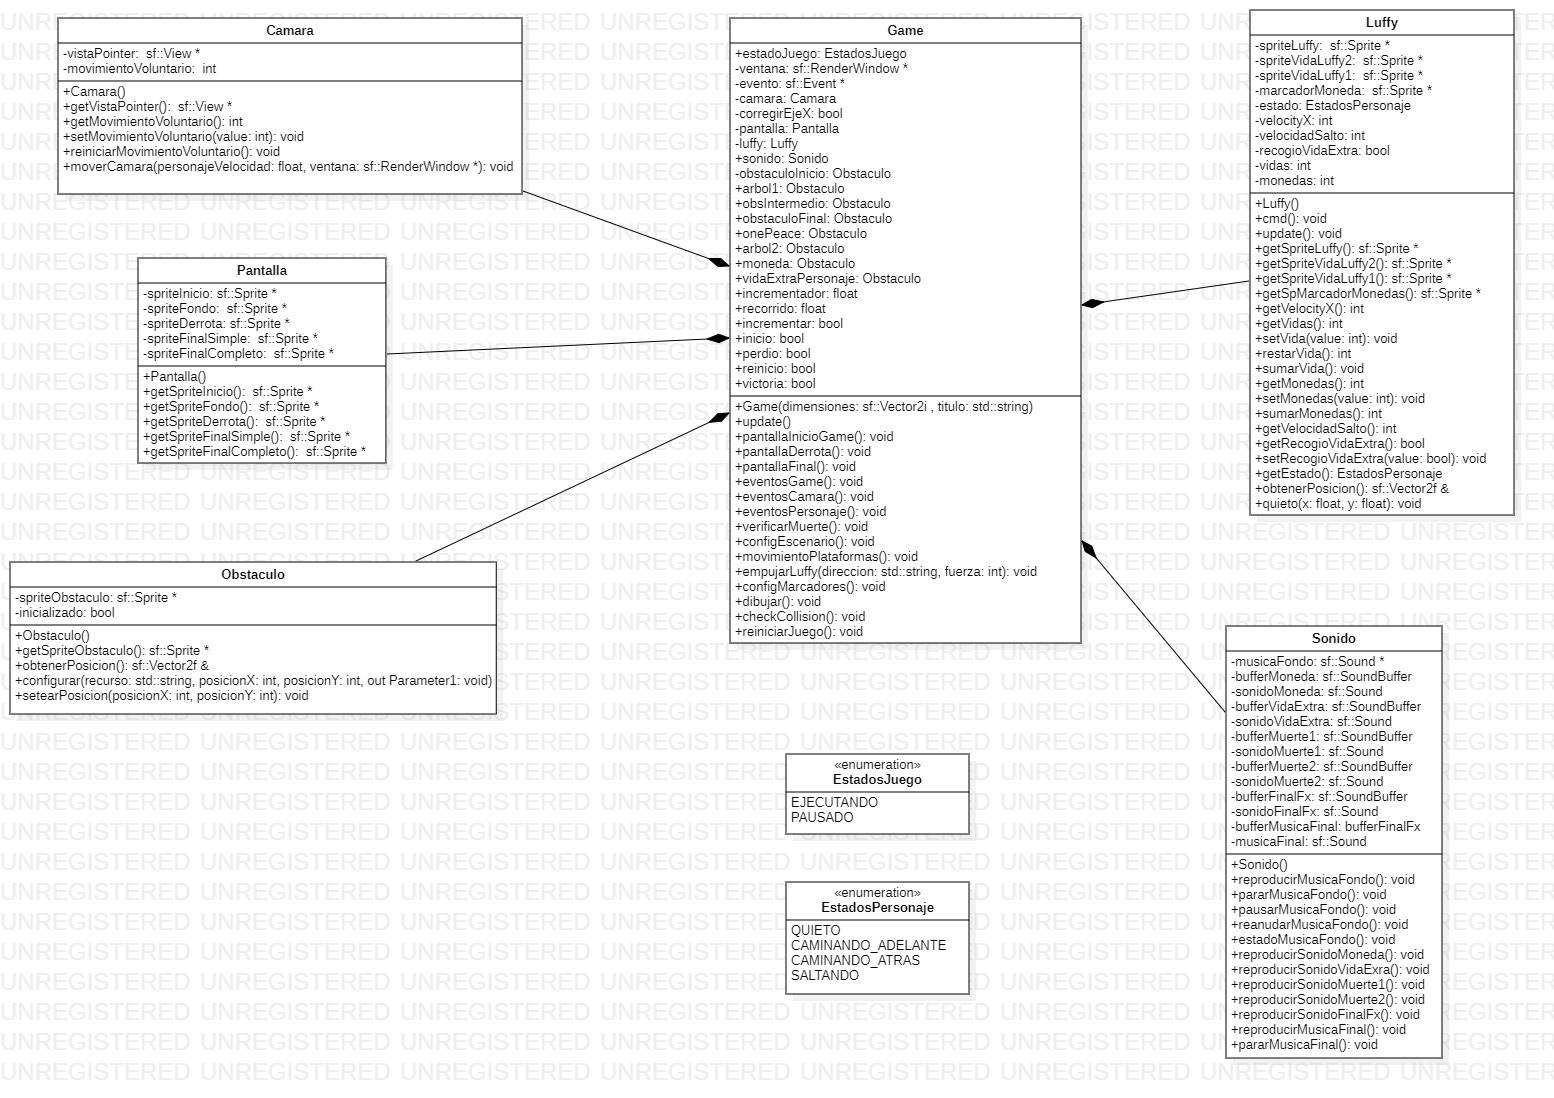 Camara
-vistaPointer:  sf::View *
-movimientoVoluntario:  int
+Camara()
+getVistaPointer():  sf::View *
+getMovimientoVoluntario(): int
+setMovimientoVoluntario(value: int): void
+reiniciarMovimientoVoluntario(): void
+moverCamara(personajeVelocidad: float, ventana: sf::RenderWindow *): void
Pantalla
-spriteInicio: sf::Sprite *
-spriteFondo:  sf::Sprite *
-spriteDerrota: sf::Sprite *
-spriteFinalSimple:  sf::Sprite *
-spriteFinalCompleto:  sf::Sprite *
+Pantalla()
+getSpriteInicio():  sf::Sprite *
+getSpriteFondo():  sf::Sprite *
+getSpriteDerrota():  sf::Sprite *
+getSpriteFinalSimple():  sf::Sprite *
+getSpriteFinalCompleto():  sf::Sprite *
Obstaculo
-spriteObstaculo: sf::Sprite *
-inicializado: bool
+Obstaculo()
+getSpriteObstaculo(): sf::Sprite *
+obtenerPosicion(): sf::Vector2f &
+configurar(recurso: std::string, posicionX: int, posicionY: int, out Parameter1: void)
+setearPosicion(posicionX: int, posicionY: int): void
Game
+estadoJuego: EstadosJuego
-ventana: sf::RenderWindow *
-evento: sf::Event *
-camara: Camara
-corregirEjeX: bool
-pantalla: Pantalla
-luffy: Luffy
+sonido: Sonido
-obstaculoInicio: Obstaculo
+arbol1: Obstaculo
+obsIntermedio: Obstaculo
+obstaculoFinal: Obstaculo
+onePeace: Obstaculo
+arbol2: Obstaculo
+moneda: Obstaculo
+vidaExtraPersonaje: Obstaculo
+incrementador: float
+recorrido: float
+incrementar: bool
+inicio: bool
+perdio: bool
+reinicio: bool
+victoria: bool
+Game(dimensiones: sf::Vector2i , titulo: std::string)
+update()
+pantallaInicioGame(): void
+pantallaDerrota(): void
+pantallaFinal(): void
+eventosGame(): void
+eventosCamara(): void
+eventosPersonaje(): void
+verificarMuerte(): void
+configEscenario(): void
+movimientoPlataformas(): void
+empujarLuffy(direccion: std::string, fuerza: int): void
+configMarcadores(): void
+dibujar(): void
+checkCollision(): void
+reiniciarJuego(): void
«enumeration»
EstadosJuego
EJECUTANDO
PAUSADO
«enumeration»
EstadosPersonaje
QUIETO
CAMINANDO_ADELANTE
CAMINANDO_ATRAS
SALTANDO
Luffy
-spriteLuffy:  sf::Sprite *
-spriteVidaLuffy2:  sf::Sprite *
-spriteVidaLuffy1:  sf::Sprite *
-marcadorMoneda:  sf::Sprite *
-estado: EstadosPersonaje
-velocityX: int
-velocidadSalto: int
-recogioVidaExtra: bool
-vidas: int
-monedas: int
+Luffy()
+cmd(): void
+update(): void
+getSpriteLuffy(): sf::Sprite *
+getSpriteVidaLuffy2(): sf::Sprite *
+getSpriteVidaLuffy1(): sf::Sprite *
+getSpMarcadorMonedas(): sf::Sprite *
+getVelocityX(): int
+getVidas(): int
+setVida(value: int): void
+restarVida(): int
+sumarVida(): void
+getMonedas(): int
+setMonedas(value: int): void
+sumarMonedas(): int
+getVelocidadSalto(): int
+getRecogioVidaExtra(): bool
+setRecogioVidaExtra(value: bool): void
+getEstado(): EstadosPersonaje
+obtenerPosicion(): sf::Vector2f &
+quieto(x: float, y: float): void
Sonido
-musicaFondo: sf::Sound *
-bufferMoneda: sf::SoundBuffer
-sonidoMoneda: sf::Sound
-bufferVidaExtra: sf::SoundBuffer
-sonidoVidaExtra: sf::Sound
-bufferMuerte1: sf::SoundBuffer
-sonidoMuerte1: sf::Sound
-bufferMuerte2: sf::SoundBuffer
-sonidoMuerte2: sf::Sound
-bufferFinalFx: sf::SoundBuffer
-sonidoFinalFx: sf::Sound
-bufferMusicaFinal: bufferFinalFx
-musicaFinal: sf::Sound
+Sonido()
+reproducirMusicaFondo(): void
+pararMusicaFondo(): void
+pausarMusicaFondo(): void
+reanudarMusicaFondo(): void
+estadoMusicaFondo(): void
+reproducirSonidoMoneda(): void
+reproducirSonidoVidaExra(): void
+reproducirSonidoMuerte1(): void
+reproducirSonidoMuerte2(): void
+reproducirSonidoFinalFx(): void
+reproducirMusicaFinal(): void
+pararMusicaFinal(): void